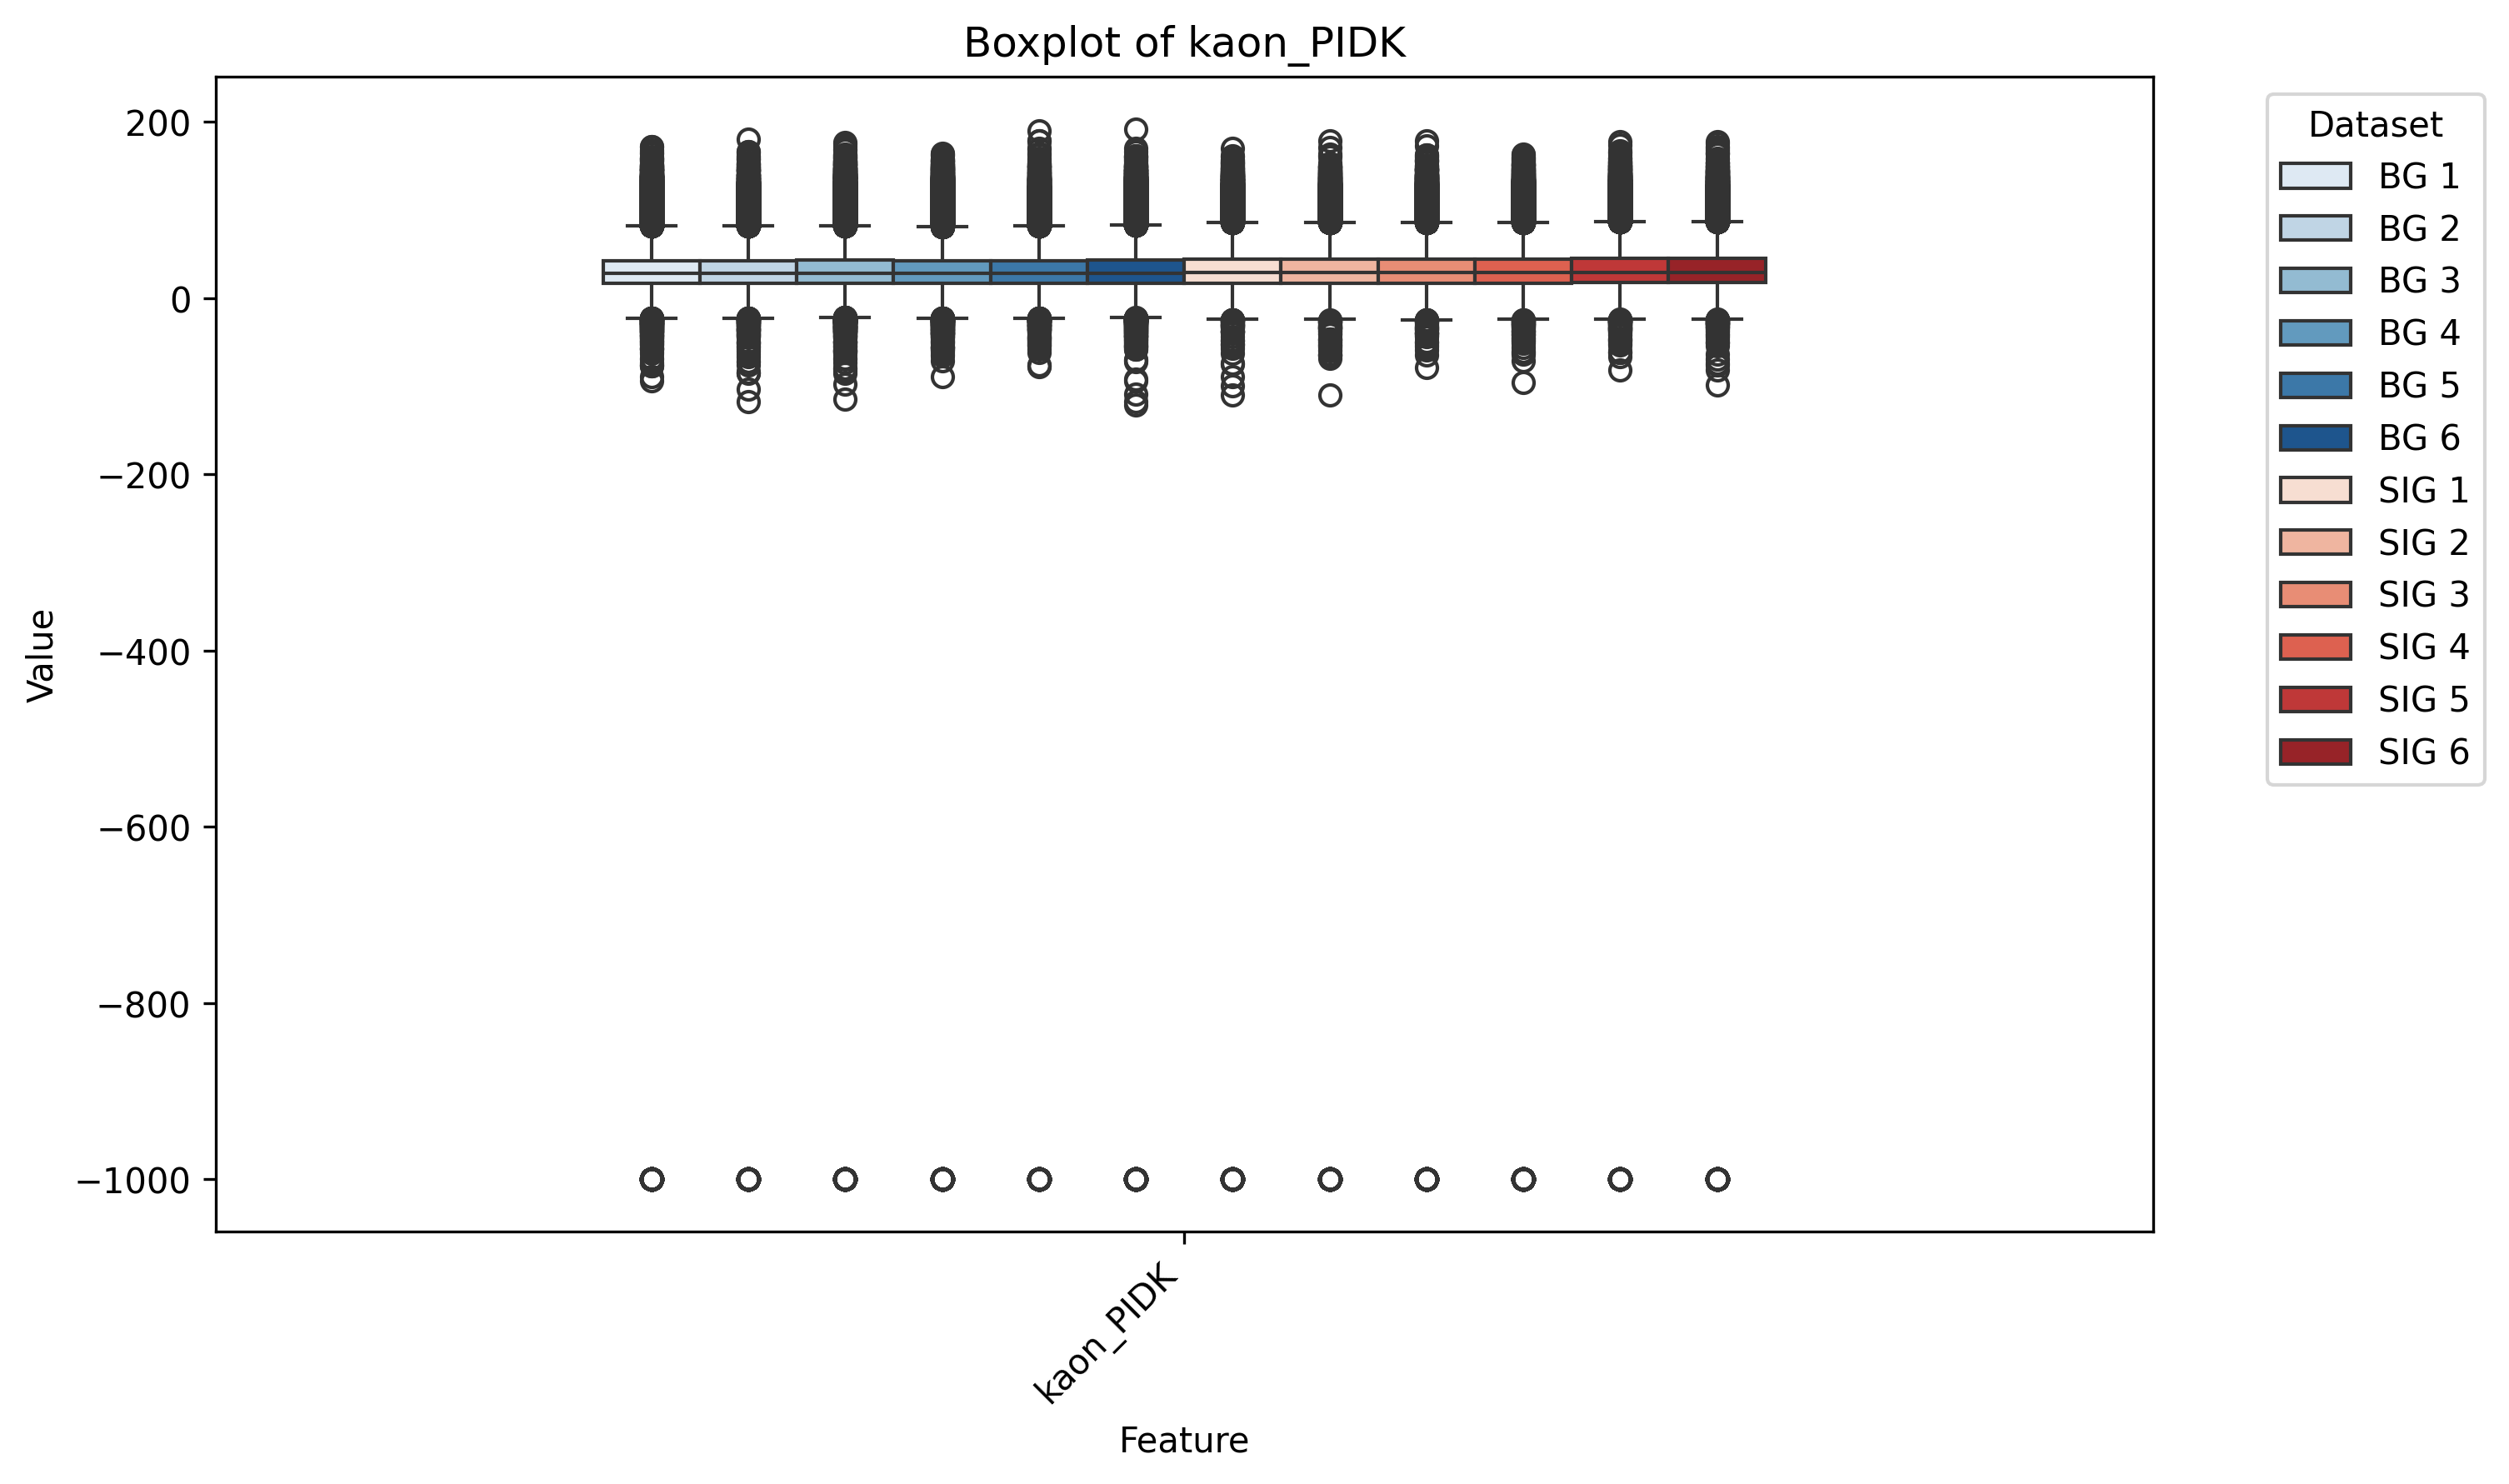 Boxplot of kaon_PIDK
200
0
−200
−400
−600
−800
−1000
Value
kaon_PIDK
Feature
Dataset
BG 1
BG 2
BG 3
BG 4
BG 5
BG 6
SIG 1
SIG 2
SIG 3
SIG 4
SIG 5
SIG 6